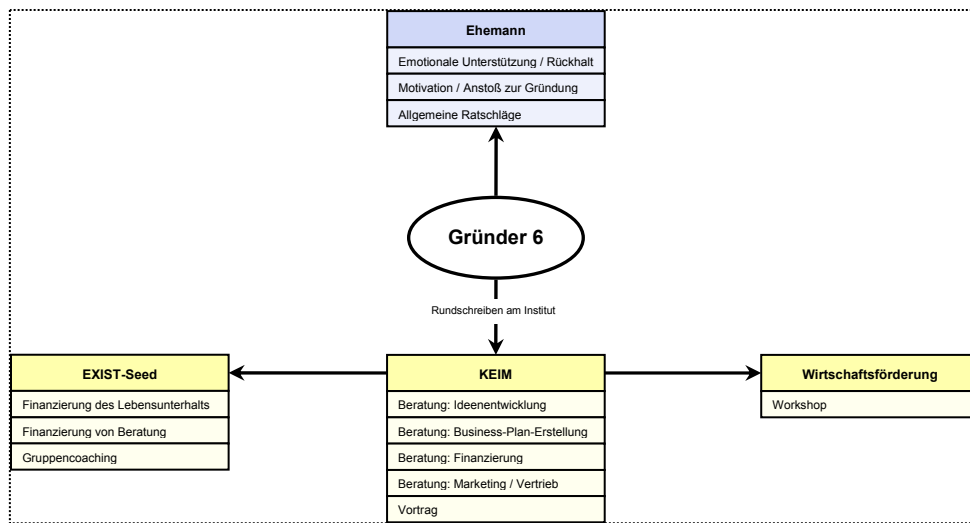 Ehemann
Emotionale Unterstützung / Rückhalt
Motivation / Anstoß zur Gründung
Allgemeine Ratschläge
Gründer 6
Rundschreiben am Institut
EXIST-Seed
Finanzierung des Lebensunterhalts
Finanzierung von Beratung
Gruppencoaching
KEIM
Beratung: Ideenentwicklung
Beratung: Business-Plan-Erstellung
Beratung: Finanzierung
Beratung: Marketing / Vertrieb
Vortrag
Wirtschaftsförderung
Workshop